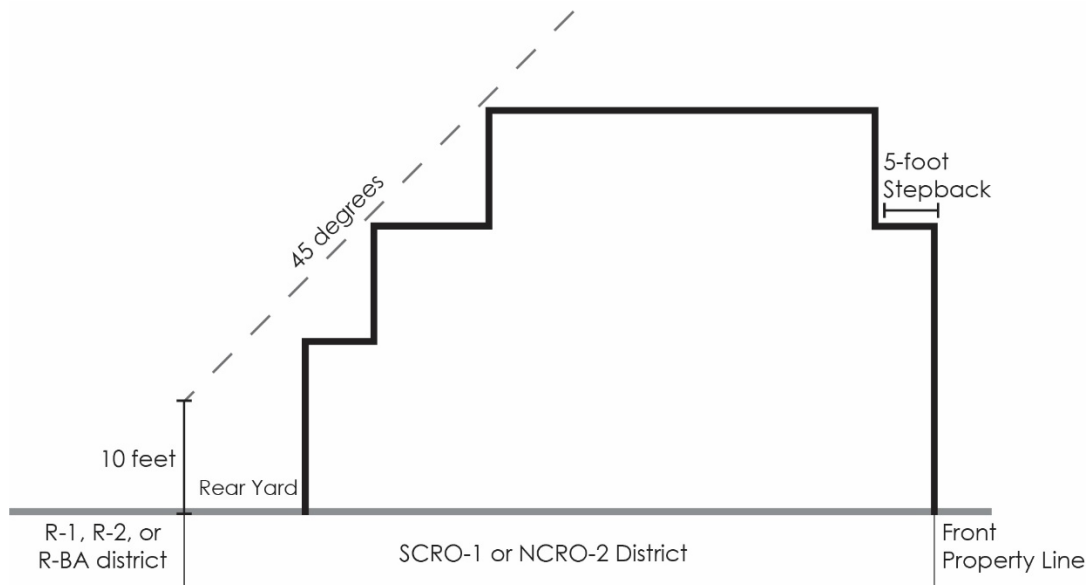 45 degrees
5-foot
Stepback
10 feet
Rear Yard
R-1, R-2, or
R-BA district
SCRO-1 or NCRO-2 District
Front
Property Line